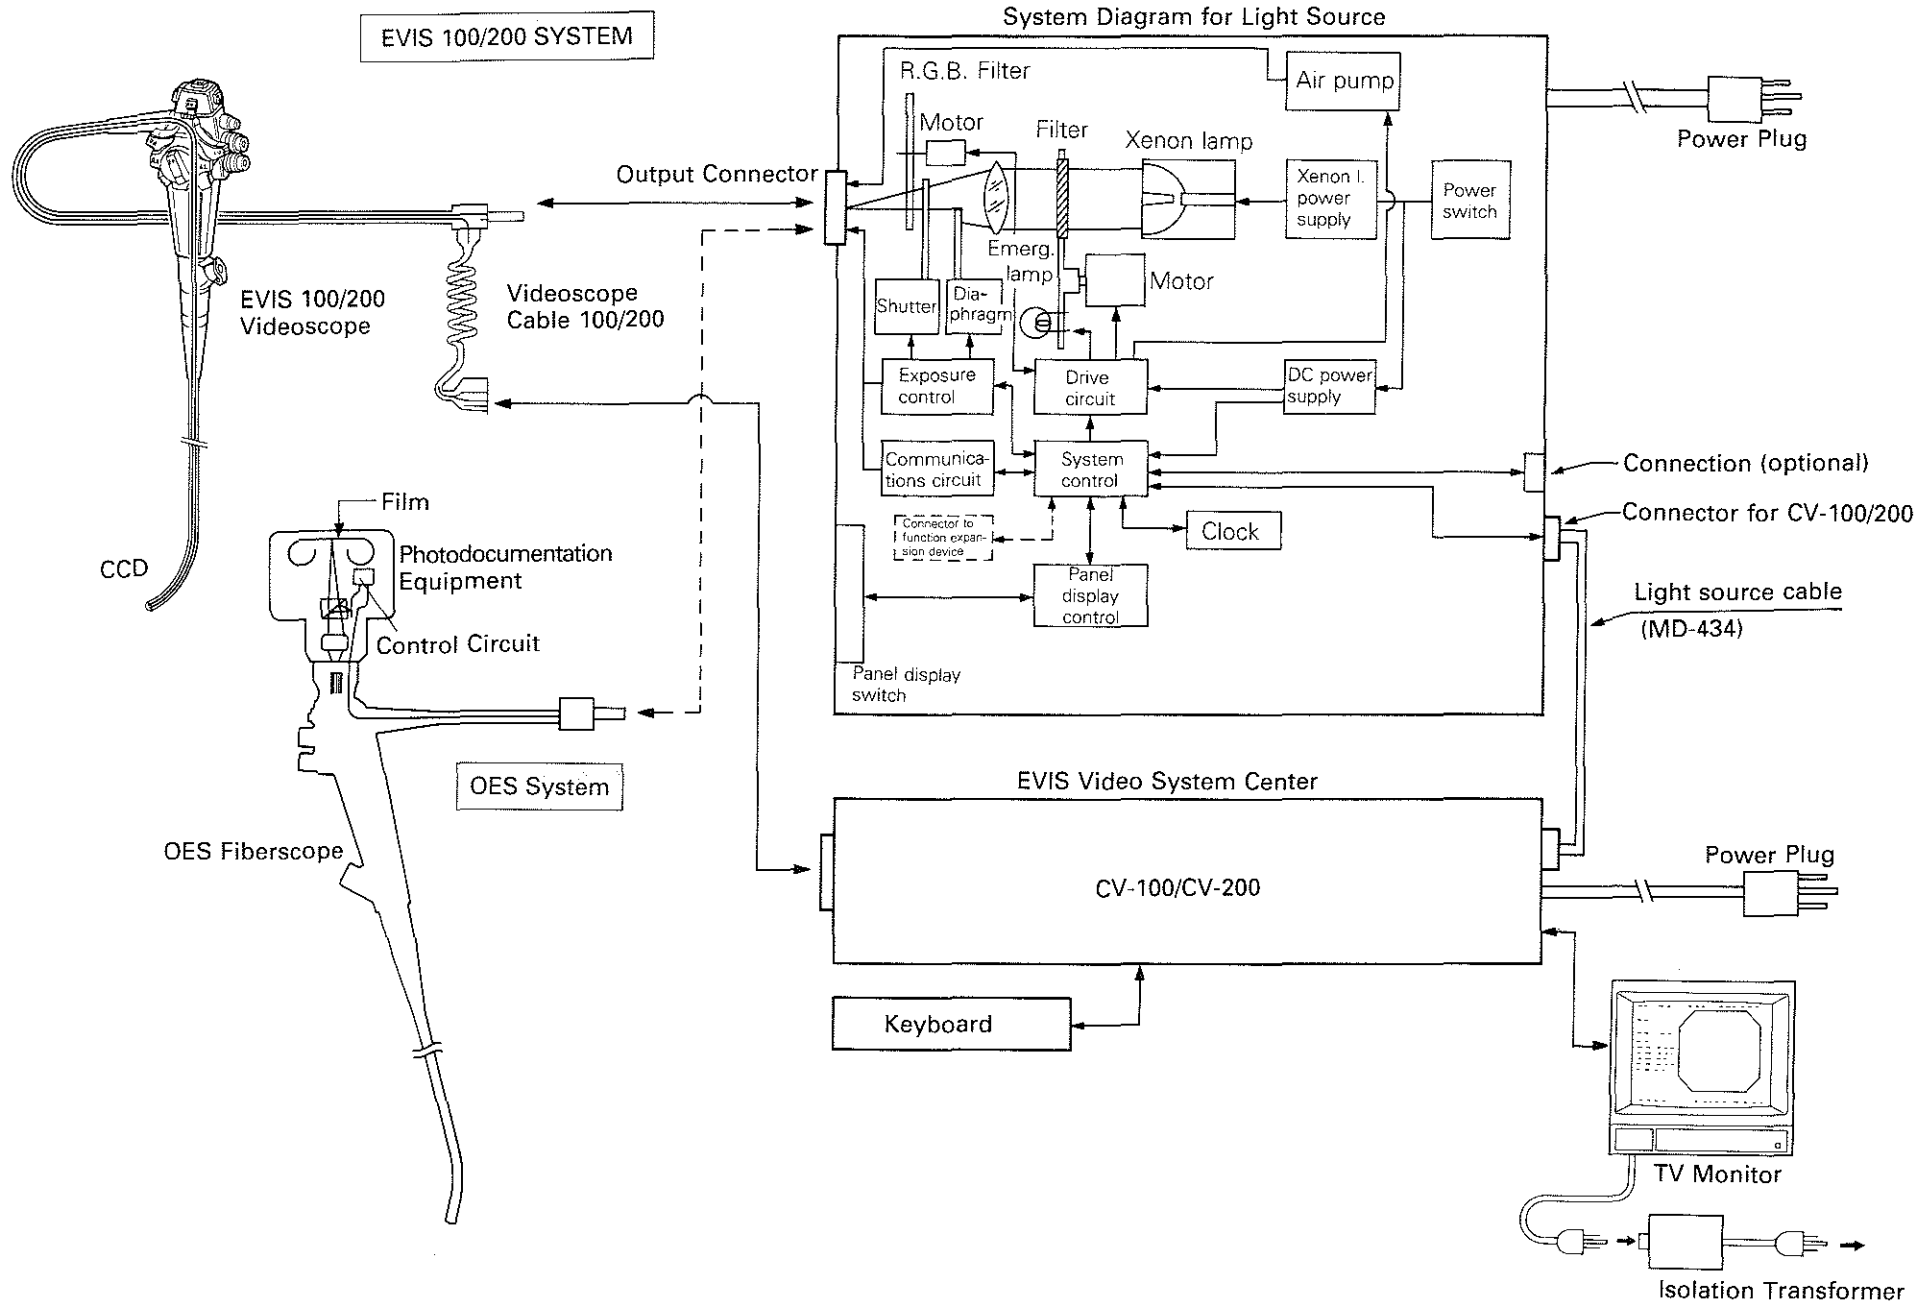 System Diagram for Light Source
EVIS 100/200 SYSTEM
R.G.B. Filter
Air pump
Power Plug
Motor
Filter
Xenon lamp
Output Connector
Xenon l.
power
supply
Power
switch
Emerg.
lamp
Motor
EVIS 100/200
Videoscope
Videoscope
Cable 100/200
Shutter
Dia-
phragm
Exposure
control
Drive
circuit
DC power
supply
Communica-
tions circuit
System
control
Connection (optional)
Connector for CV-100/200
Film
Connector to
function expan-
sion device
Clock
CCD
Photodocumentation
Equipment
Panel
display
control
Light source cable
(MD-434)
Control Circuit
Panel display
switch
OES System
EVIS Video System Center
OES Fiberscope
CV-100/CV-200
Power Plug
Keyboard
TV Monitor
Isolation Transformer